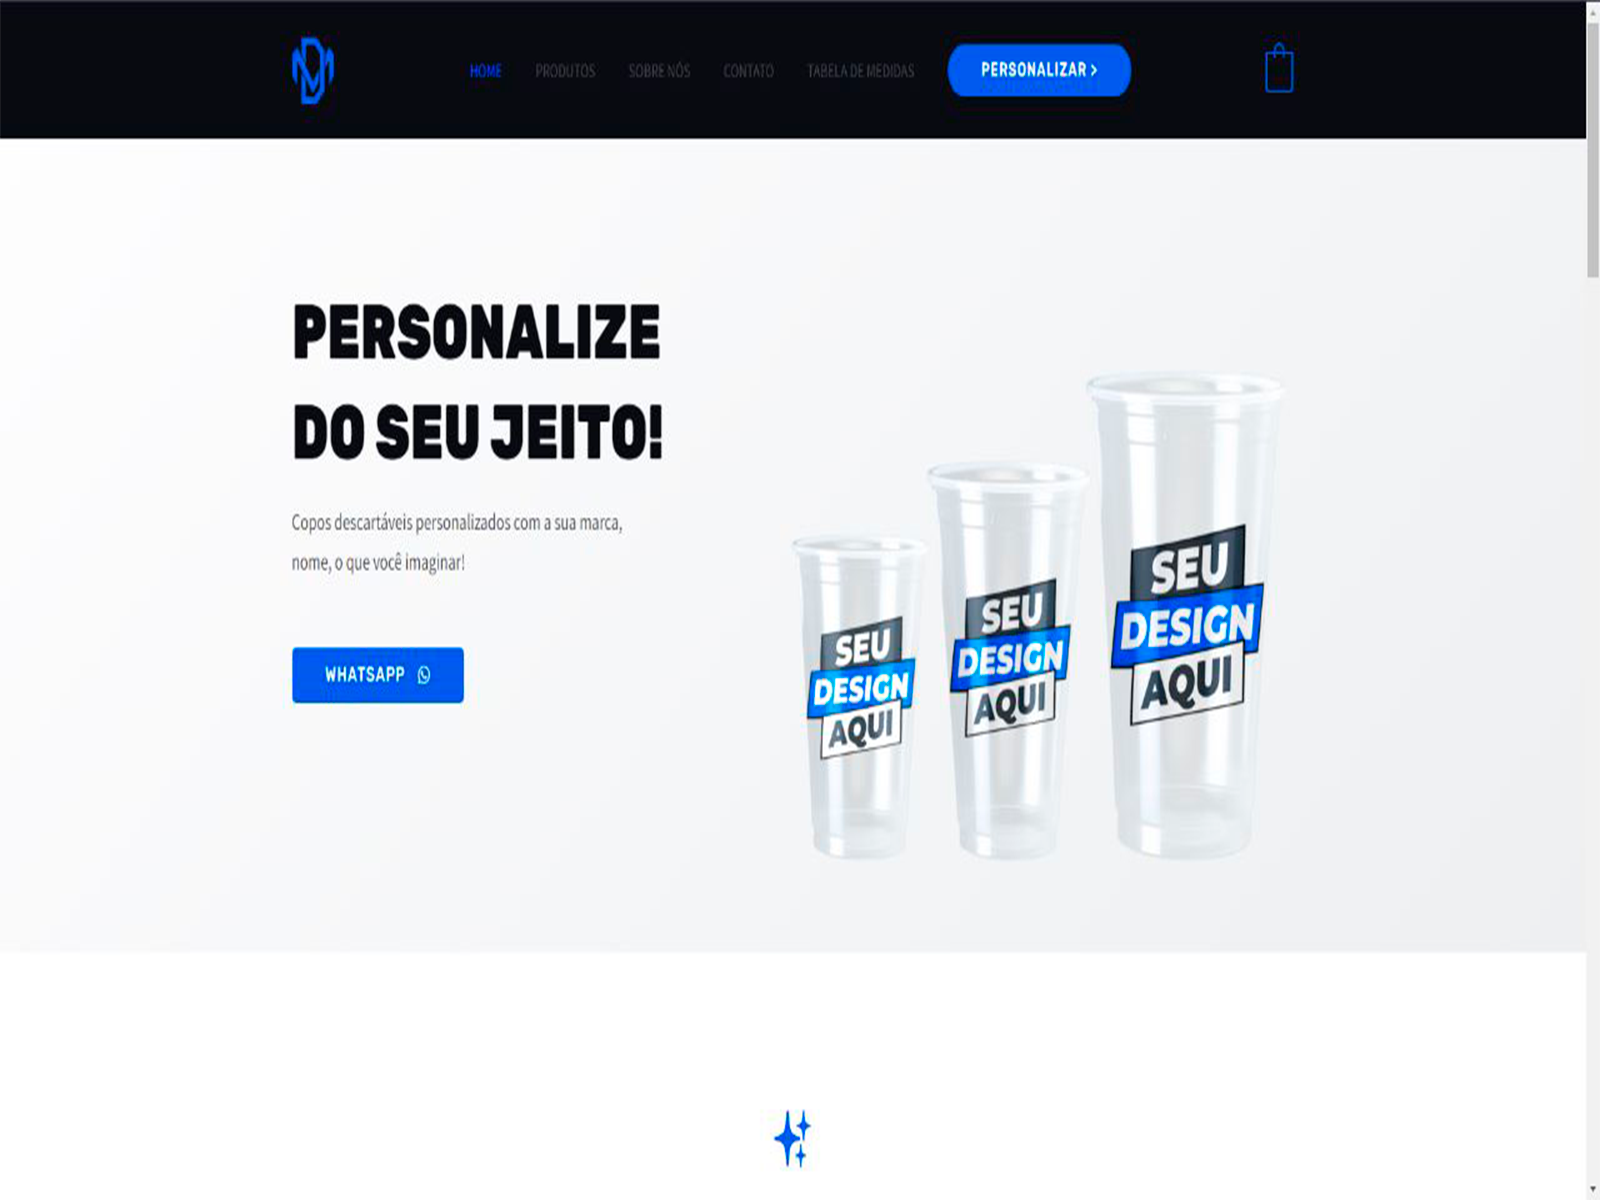 HOME PRODUTOS SOBRE NÓS CONTATO TABELA DE MEDIDAS PERSONALIZAR >
PERSONALIZE
DO SEU JEITO!
Copos descartáveis personalizados com a sua marca,
nome, o que você imaginar!
WHATSAPP
SEU
DESIGN
AQUI
SEU
DESIGN
AQUI
SEU
DESIGN
AQUI